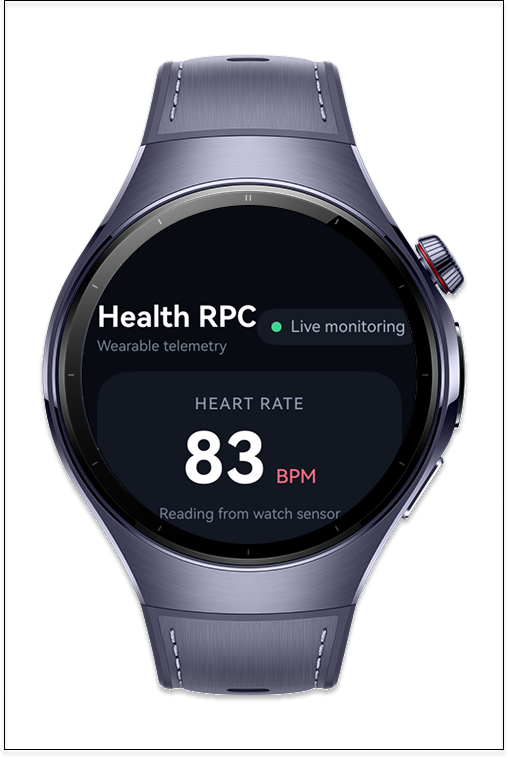 Health RPC
Live monitoring
Wearable telemetry
HEART RATE
83 BPM
Reading from watch sensor